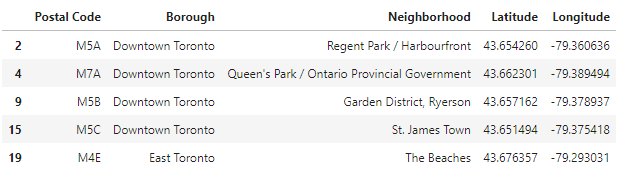 Postal Code Borough Neighborhood Latitude Longitude
2 M5A Downtown Toronto Regent Park / Harbourfront 43.654260 -79.360636
4 M7A Downtown Toronto Queen's Park / Ontario Provincial Government 43.662301 -79.389494
9 M5B Downtown Toronto Garden District, Ryerson 43.657162 -79.378937
15 M5C Downtown Toronto St. James Town 43.651494 -79.375418
19 M4E East Toronto The Beaches 43.676357 -79.293031